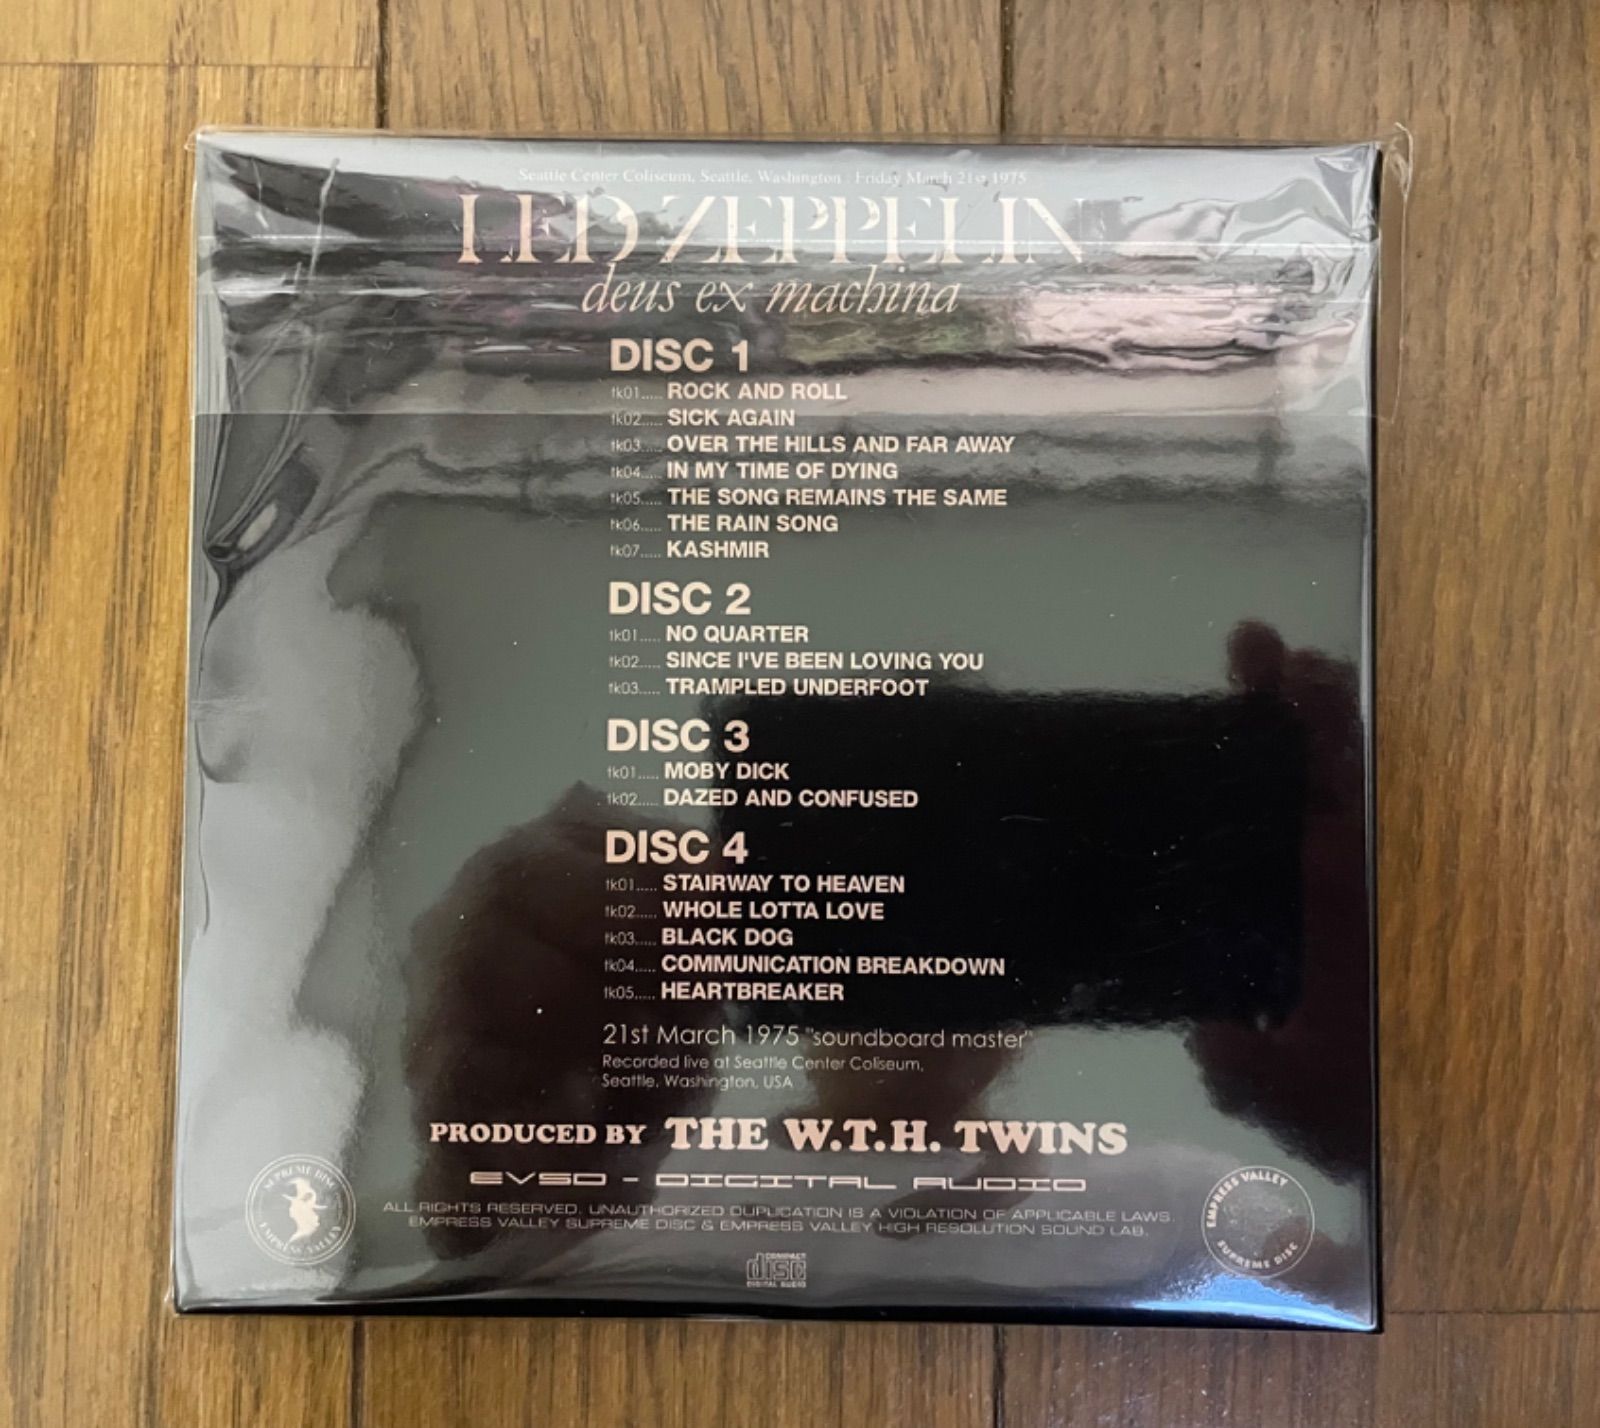 Seattle Center Coliseum, Seattle, Washington : Friday March 21st 1975
LED ZEPPELIN
deus ex machina
DISC 1
tk01..... ROCK AND ROLL
tk02..... SICK AGAIN
tk03..... OVER THE HILLS AND FAR AWAY
tk04..... IN MY TIME OF DYING
tk05..... THE SONG REMAINS THE SAME
tk06..... THE RAIN SONG
tk07..... KASHMIR
DISC 2
tk01..... NO QUARTER
tk02..... SINCE I'VE BEEN LOVING YOU
tk03..... TRAMPLED UNDERFOOT
DISC 3
tk01..... MOBY DICK
tk02..... DAZED AND CONFUSED
DISC 4
tk01..... STAIRWAY TO HEAVEN
tk02..... WHOLE LOTTA LOVE
tk03..... BLACK DOG
tk04..... COMMUNICATION BREAKDOWN
tk05..... HEARTBREAKER
21st March 1975 "soundboard master"
Recorded live at Seattle Center Coliseum,
Seattle, Washington, USA
PRODUCED BY THE W.T.H. TWINS
EVSD - DIGITAL AUDIO
SUPREME DISC
EMPRESS VALLEY
ALL RIGHTS RESERVED. UNAUTHORIZED DUPLICATION IS A VIOLATION OF APPLICABLE LAWS.
EMPRESS VALLEY SUPREME DISC & EMPRESS VALLEY HIGH RESOLUTION SOUND LAB.
EMPRESS VALLEY
SUPREME DISC
COMPACT
disc
DIGITAL AUDIO